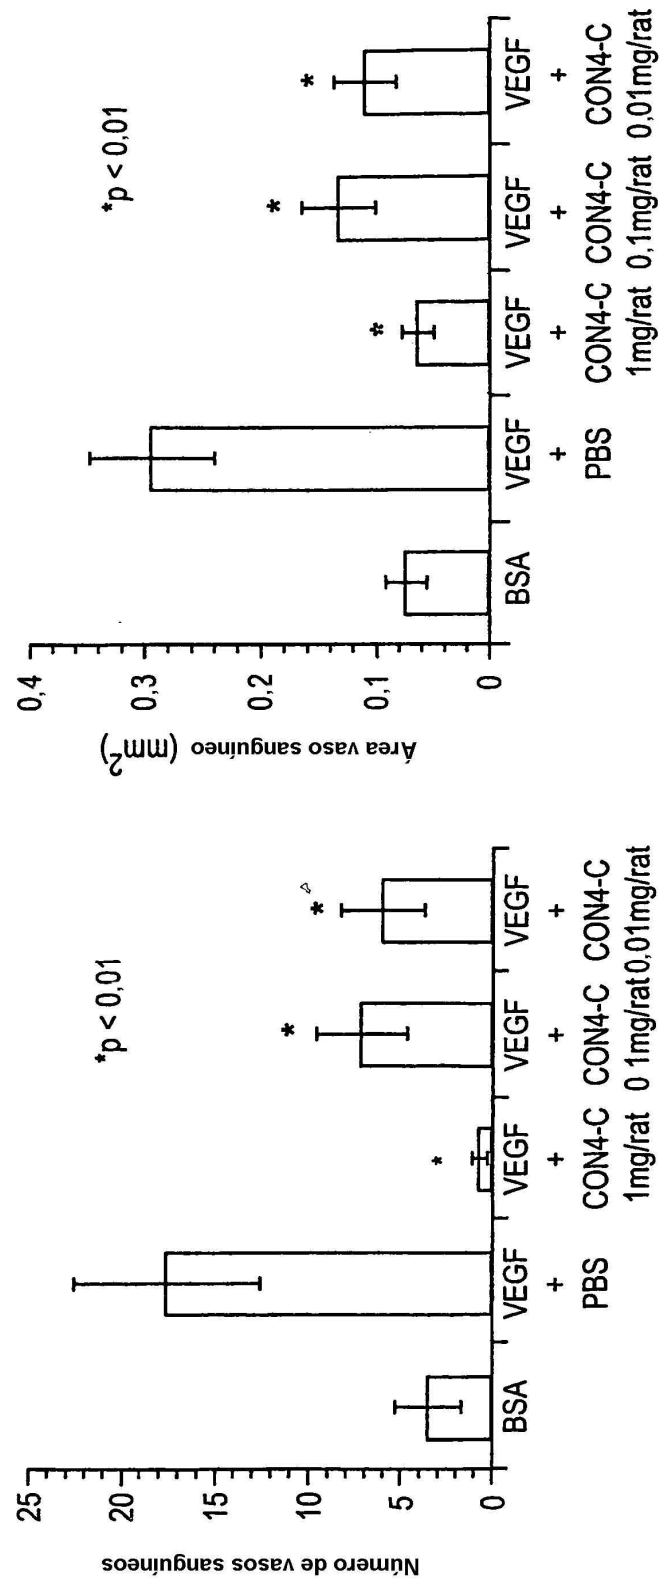 Número de vasos sanguíneos
25
20
15
10
5
0
*p < 0,01
*
*
*
BSA VEGF VEGF VEGF VEGF
+ + + +
PBS CON4-C CON4-C CON4-C
1mg/rat 0 1mg/rat 0,01mg/rat
Área vaso sanguíneo (mm²)
0,4
0,3
0,2
0,1
0
*p < 0,01
*
*
*
BSA VEGF VEGF VEGF VEGF
+ + + +
PBS CON4-C CON4-C CON4-C
1mg/rat 0,1mg/rat 0,01mg/rat